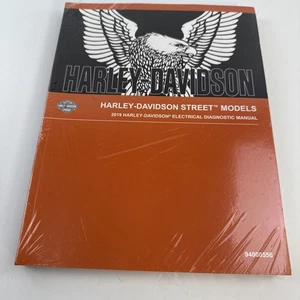 HARLEY-DAVIDSON
HARLEY-DAVIDSON STREET™ MODELS
2019 HARLEY-DAVIDSON® ELECTRICAL DIAGNOSTIC MANUAL
94000556